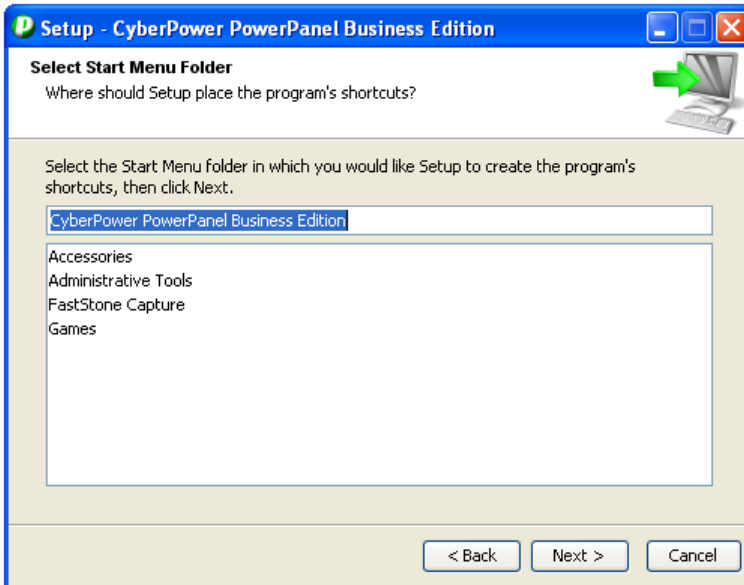 Setup - CyberPower PowerPanel Business Edition
Select Start Menu Folder
Where should Setup place the program's shortcuts?
Select the Start Menu folder in which you would like Setup to create the program's
shortcuts, then click Next.
CyberPower PowerPanel Business Edition
Accessories
Administrative Tools
FastStone Capture
Games
< Back Next > Cancel